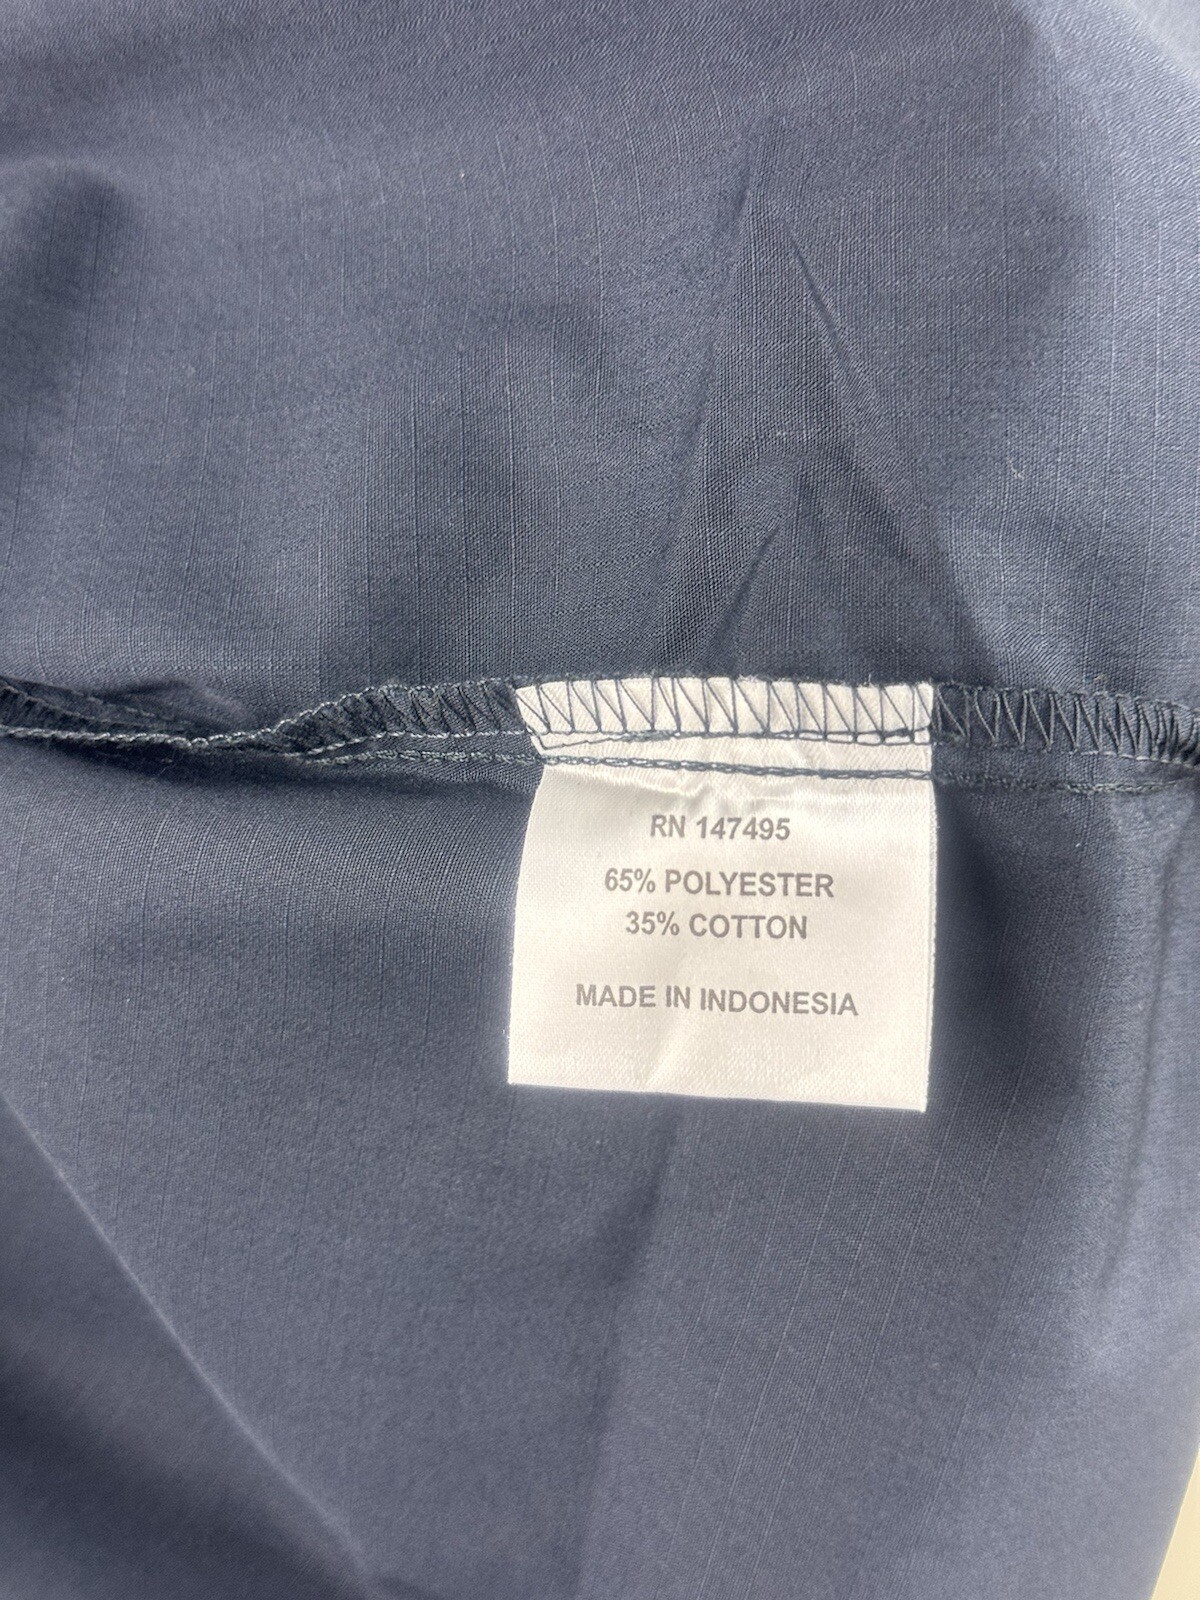 RN 147495
65% POLYESTER
35% COTTON
MADE IN INDONESIA